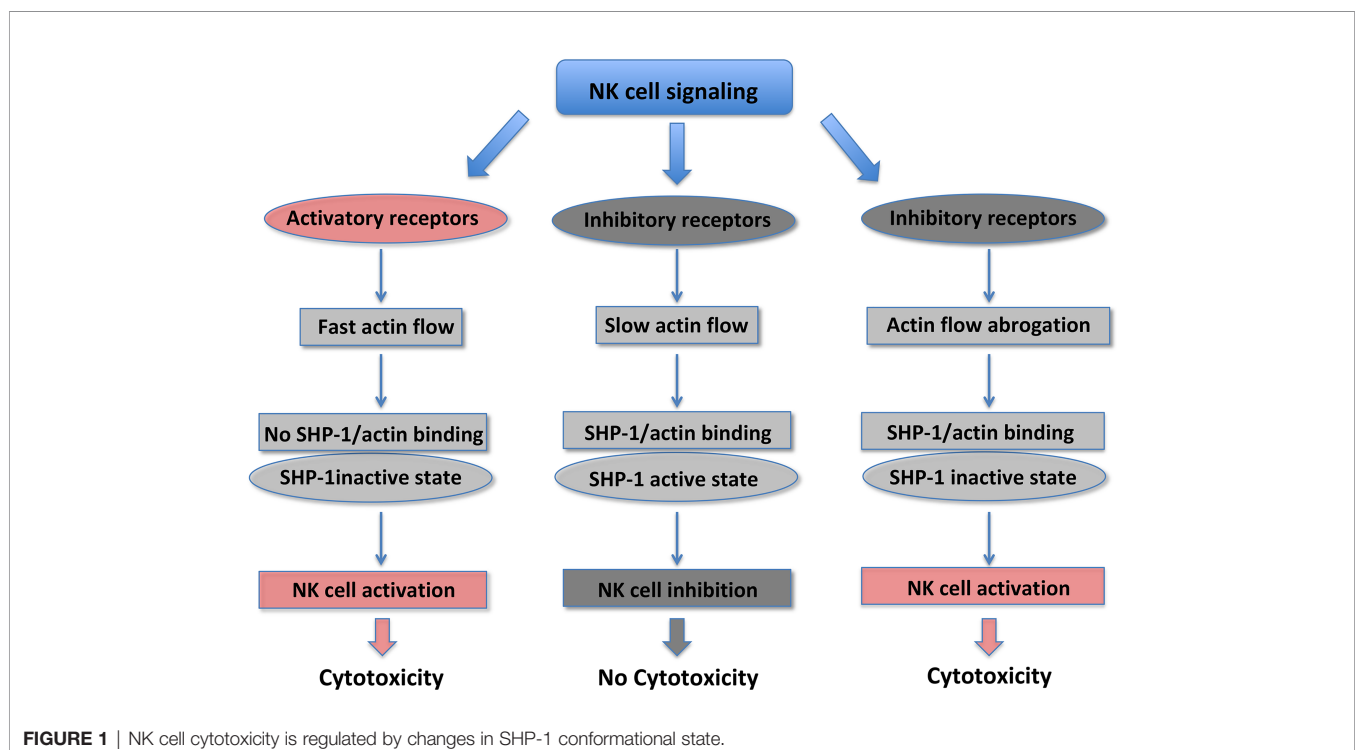 NK cell signaling
Activatory receptors
Fast actin flow
No SHP-1/actin binding
SHP-1inactive state
NK cell activation
Cytotoxicity
Inhibitory receptors
Slow actin flow
SHP-1/actin binding
SHP-1 active state
NK cell inhibition
No Cytotoxicity
Inhibitory receptors
Actin flow abrogation
SHP-1/actin binding
SHP-1 inactive state
NK cell activation
Cytotoxicity
FIGURE 1 | NK cell cytotoxicity is regulated by changes in SHP-1 conformational state.